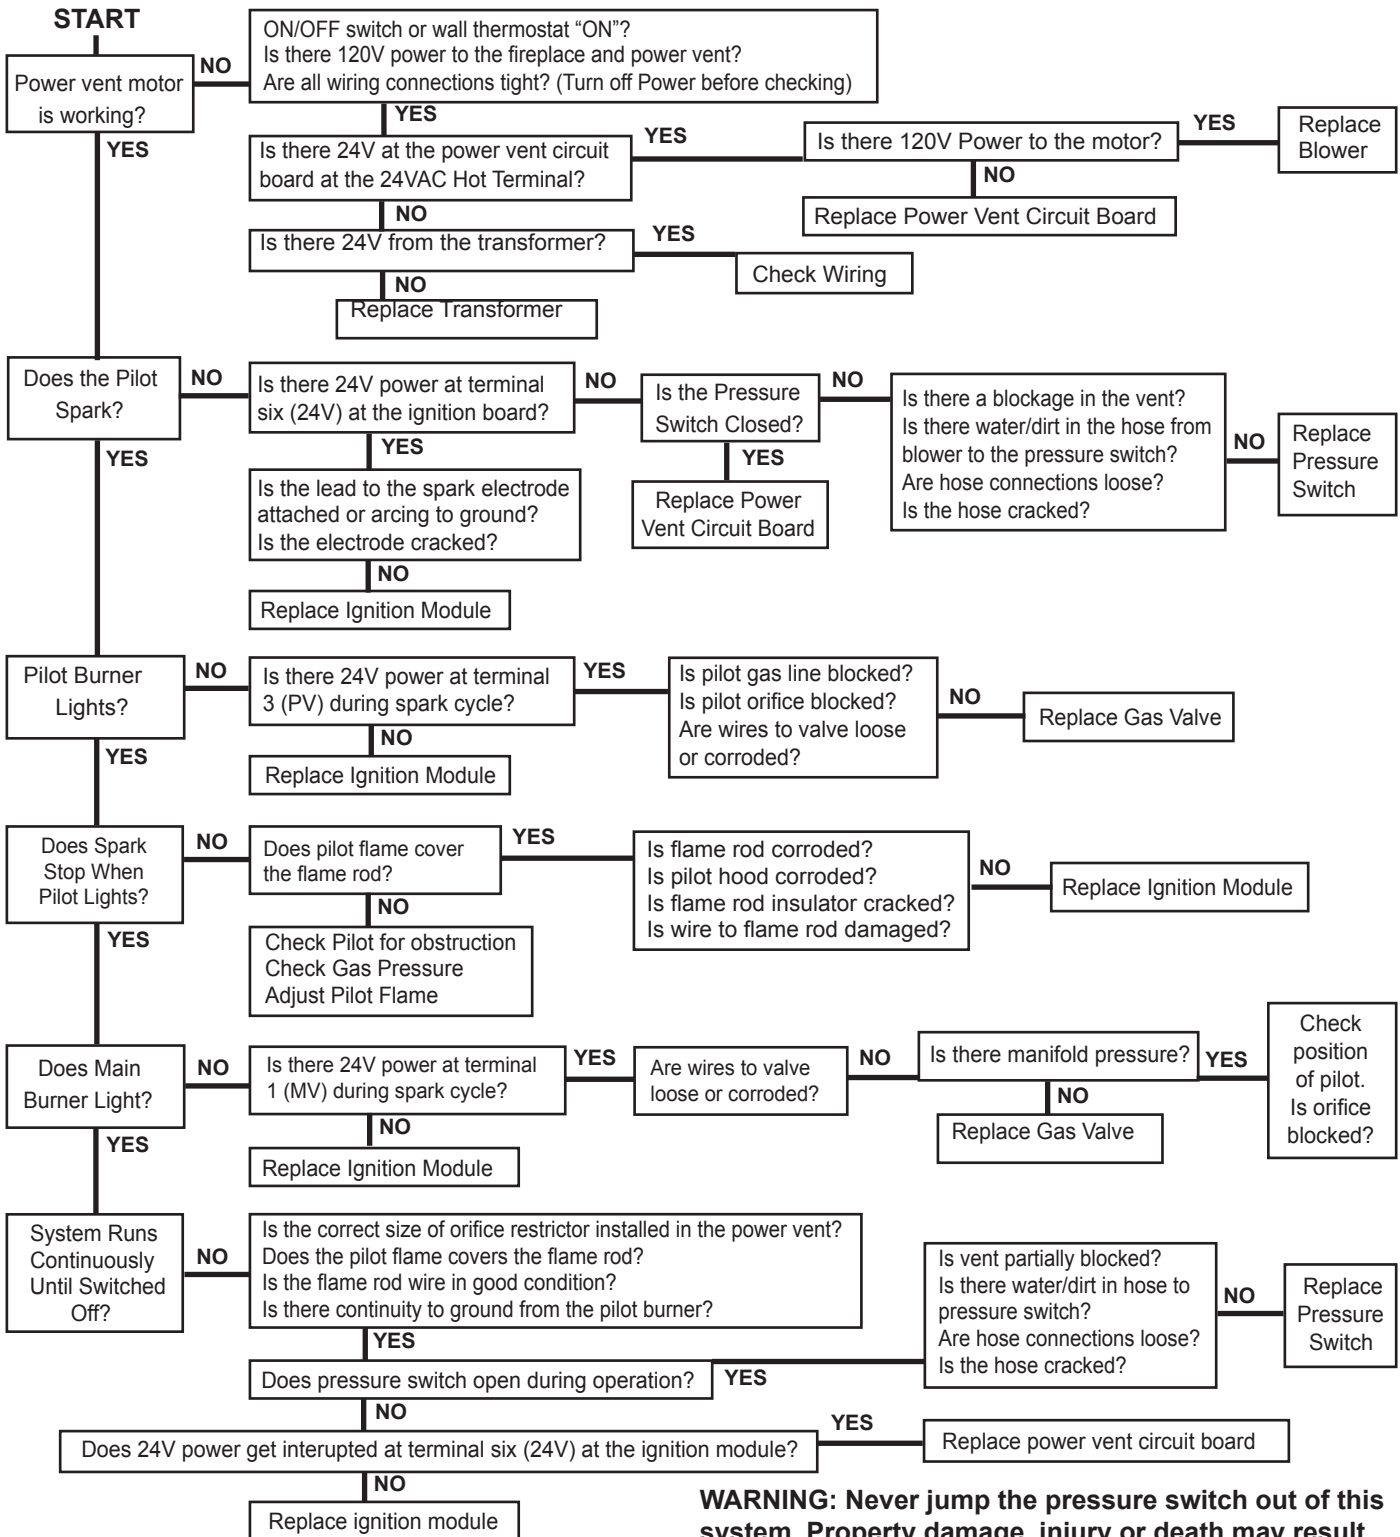 START
Power vent motor
is working?
NO
ON/OFF switch or wall thermostat “ON”?
Is there 120V power to the fireplace and power vent?
Are all wiring connections tight? (Turn off Power before checking)
YES
YES
Is there 24V at the power vent circuit
board at the 24VAC Hot Terminal?
YES
Is there 120V Power to the motor?
YES
Replace
Blower
NO
Replace Power Vent Circuit Board
NO
Is there 24V from the transformer?
YES
Check Wiring
NO
Replace Transformer
Does the Pilot
Spark?
NO
Is there 24V power at terminal
six (24V) at the ignition board?
NO
Is the Pressure
Switch Closed?
NO
Is there a blockage in the vent?
Is there water/dirt in the hose from
blower to the pressure switch?
Are hose connections loose?
Is the hose cracked?
NO
Replace
Pressure
Switch
YES
YES
YES
Is the lead to the spark electrode
attached or arcing to ground?
Is the electrode cracked?
Replace Power
Vent Circuit Board
NO
Replace Ignition Module
Pilot Burner
Lights?
NO
Is there 24V power at terminal
3 (PV) during spark cycle?
YES
Is pilot gas line blocked?
Is pilot orifice blocked?
Are wires to valve loose
or corroded?
NO
Replace Gas Valve
YES
NO
Replace Ignition Module
Does Spark
Stop When
Pilot Lights?
NO
Does pilot flame cover
the flame rod?
YES
Is flame rod corroded?
Is pilot hood corroded?
Is flame rod insulator cracked?
Is wire to flame rod damaged?
NO
Replace Ignition Module
YES
NO
Check Pilot for obstruction
Check Gas Pressure
Adjust Pilot Flame
Does Main
Burner Light?
NO
Is there 24V power at terminal
1 (MV) during spark cycle?
YES
Are wires to valve
loose or corroded?
NO
Is there manifold pressure?
YES
Check
position
of pilot.
Is orifice
blocked?
YES
NO
Replace Ignition Module
NO
Replace Gas Valve
System Runs
Continuously
Until Switched
Off?
NO
Is the correct size of orifice restrictor installed in the power vent?
Does the pilot flame covers the flame rod?
Is the flame rod wire in good condition?
Is there continuity to ground from the pilot burner?
YES
Does pressure switch open during operation?
YES
Is vent partially blocked?
Is there water/dirt in hose to
pressure switch?
Are hose connections loose?
Is the hose cracked?
NO
Replace
Pressure
Switch
NO
Does 24V power get interupted at terminal six (24V) at the ignition module?
YES
Replace power vent circuit board
NO
Replace ignition module
WARNING: Never jump the pressure switch out of this
system. Property damage, injury or death may result